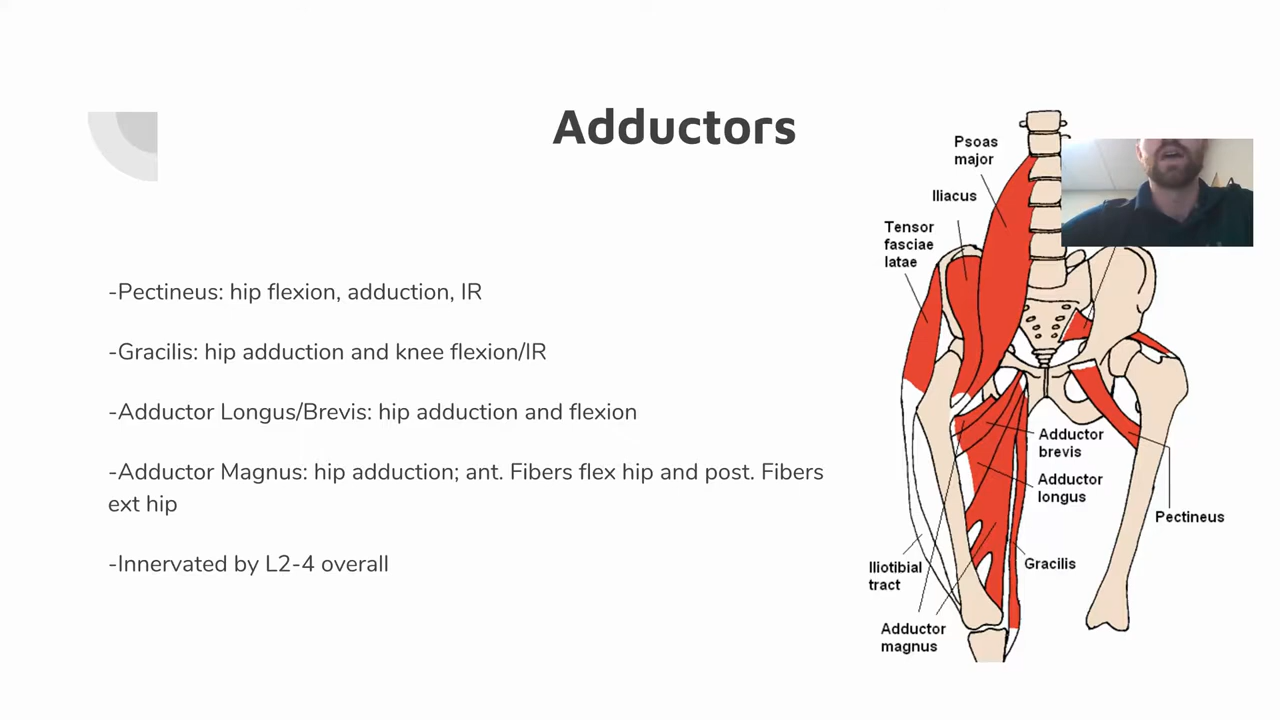 Adductors
-Pectineus: hip flexion, adduction, IR
-Gracilis: hip adduction and knee flexion/IR
-Adductor Longus/Brevis: hip adduction and flexion
-Adductor Magnus: hip adduction; ant. Fibers flex hip and post. Fibers
ext hip
-Innervated by L2-4 overall
Psoas
major
Iliacus
Tensor
fasciae
latae
Adductor
brevis
Adductor
longus
Pectineus
Gracilis
Iliotibial
tract
Adductor
magnus